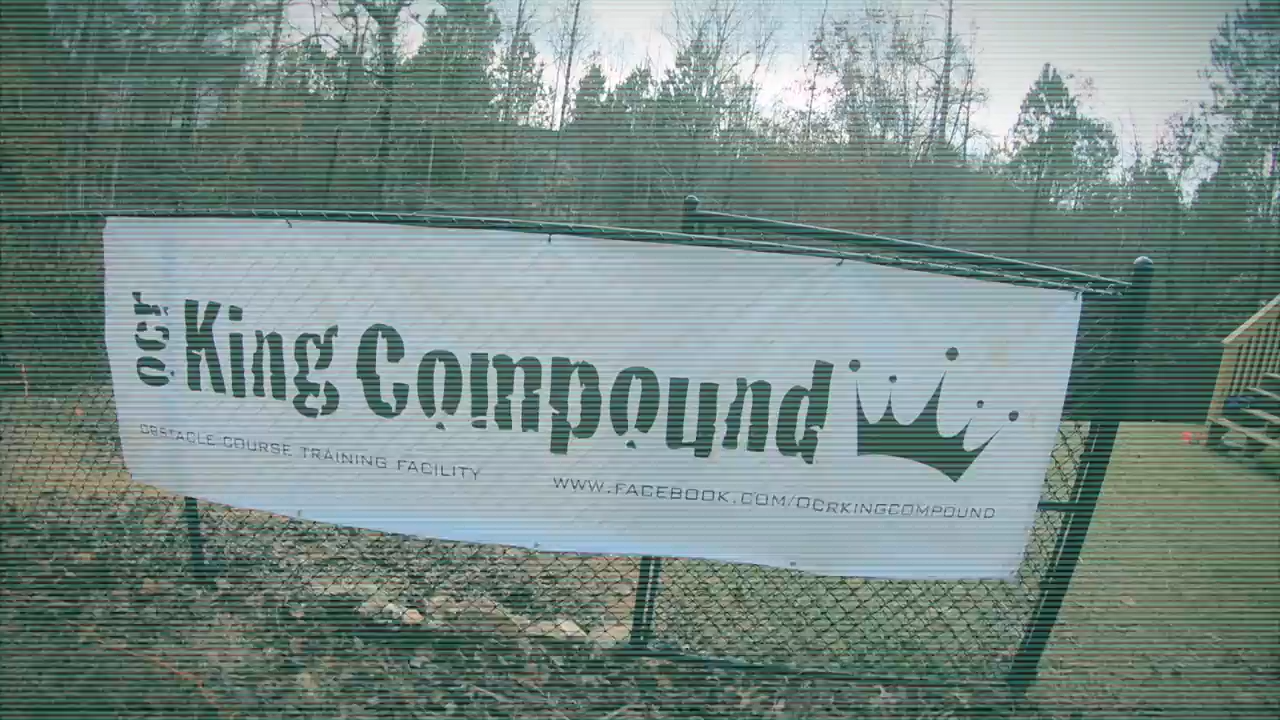 ocr King Compound
OBSTACLE COURSE TRAINING FACILITY
WWW.FACEBOOK.COM/OCRKINGCOMPOUND